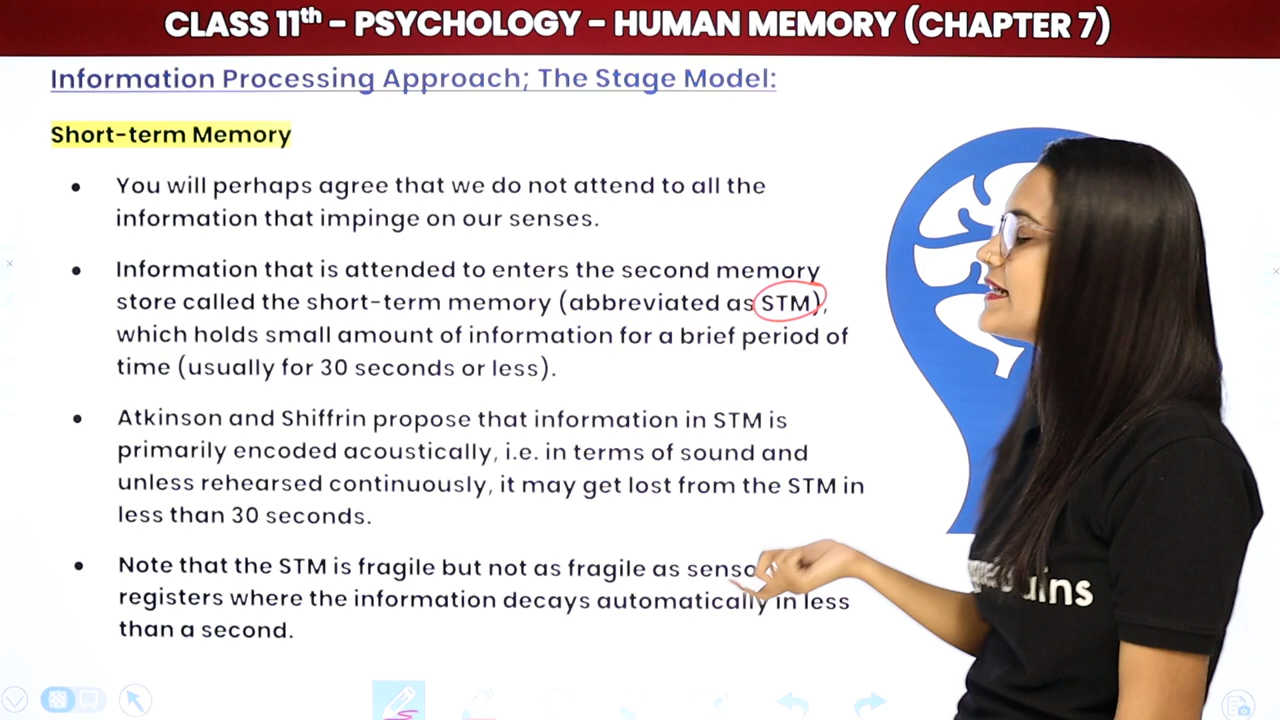 CLASS 11th - PSYCHOLOGY - HUMAN MEMORY (CHAPTER 7)
Information Processing Approach; The Stage Model:
Short-term Memory
• You will perhaps agree that we do not attend to all the
information that impinge on our senses.
• Information that is attended to enters the second memory
store called the short-term memory (abbreviated as STM),
which holds small amount of information for a brief period of
time (usually for 30 seconds or less).
• Atkinson and Shiffrin propose that information in STM is
primarily encoded acoustically, i.e. in terms of sound and
unless rehearsed continuously, it may get lost from the STM in
less than 30 seconds.
• Note that the STM is fragile but not as fragile as
registers where the information decays automatically in less
than a second.